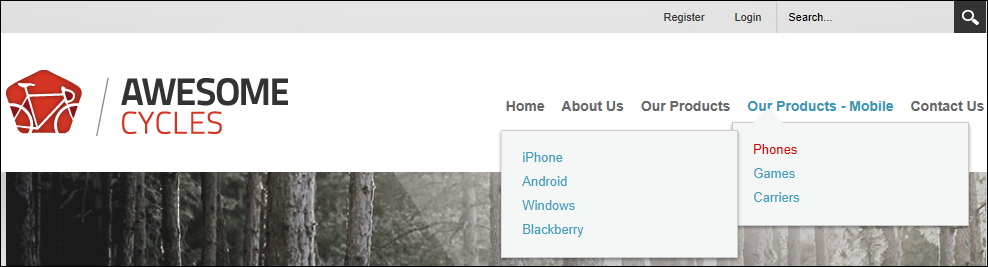 Register Login Search...
AWESOME
CYCLES
Home About Us Our Products Our Products - Mobile Contact Us
iPhone
Android
Windows
Blackberry
Phones
Games
Carriers